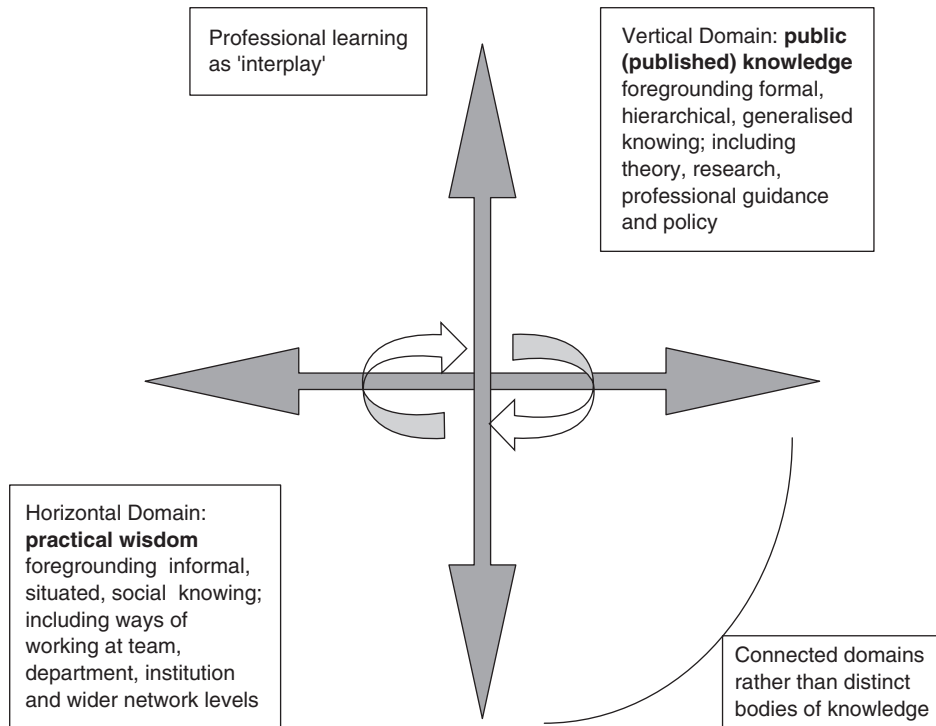 Professional learning
as 'interplay'
Vertical Domain: public
(published) knowledge
foregrounding formal,
hierarchical, generalised
knowing; including
theory, research,
professional guidance
and policy
Horizontal Domain:
practical wisdom
foregrounding informal,
situated, social knowing;
including ways of
working at team,
department, institution
and wider network levels
Connected domains
rather than distinct
bodies of knowledge